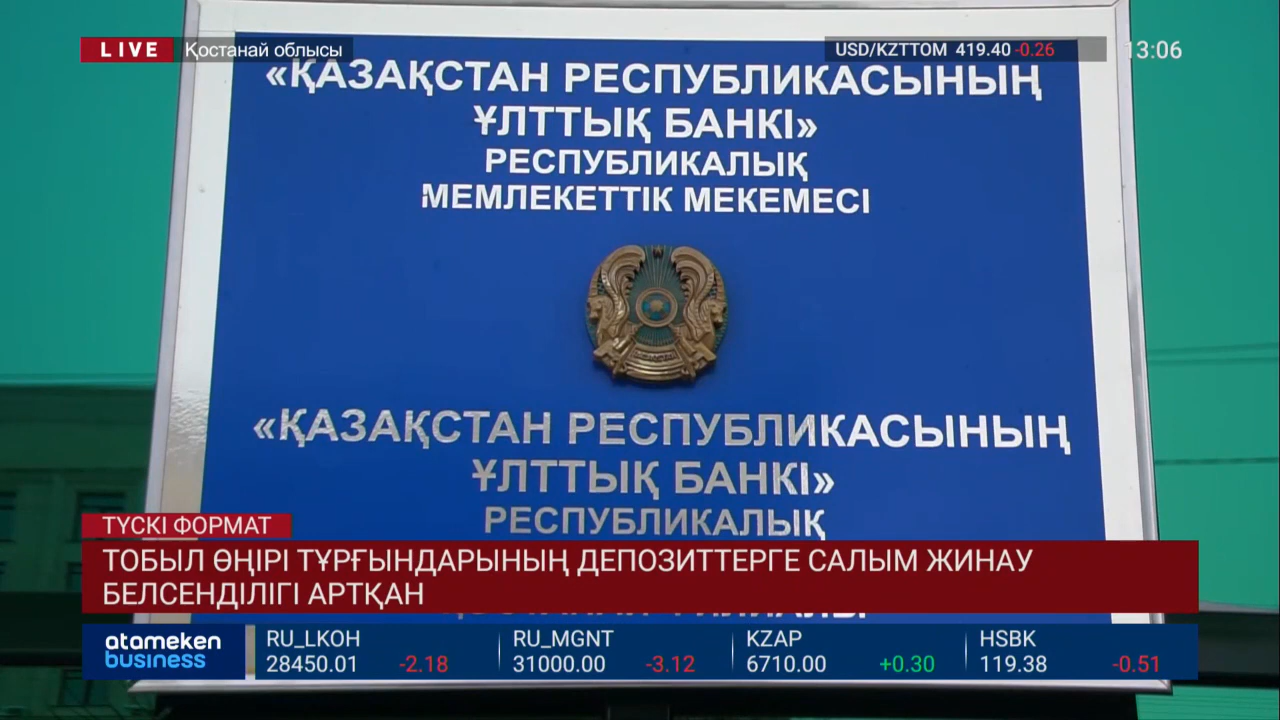 LIVE Қостанай облысы
USD/KZTTOM 419.40 -0.26
13:06
«ҚАЗАҚСТАН РЕСПУБЛИКАСЫНЫҢ
ҰЛТТЫҚ БАНКІ»
РЕСПУБЛИКАЛЫҚ
МЕМЛЕКЕТТІК МЕКЕМЕСІ
«ҚАЗАҚСТАН РЕСПУБЛИКАСЫНЫҢ
ҰЛТТЫҚ БАНКІ»
РЕСПУБЛИКАЛЫҚ
ТҮСКІ ФОРМАТ
ТОБЫЛ ӨҢІРІ ТҰРҒЫНДАРЫНЫҢ ДЕПОЗИТТЕРГЕ САЛЫМ ЖИНАУ
БЕЛСЕНДІЛІГІ АРТҚАН
atameken
business
RU_LKOH
28450.01 -2.18
RU_MGNT
31000.00 -3.12
KZAP
6710.00 +0.30
HSBK
119.38 -0.51